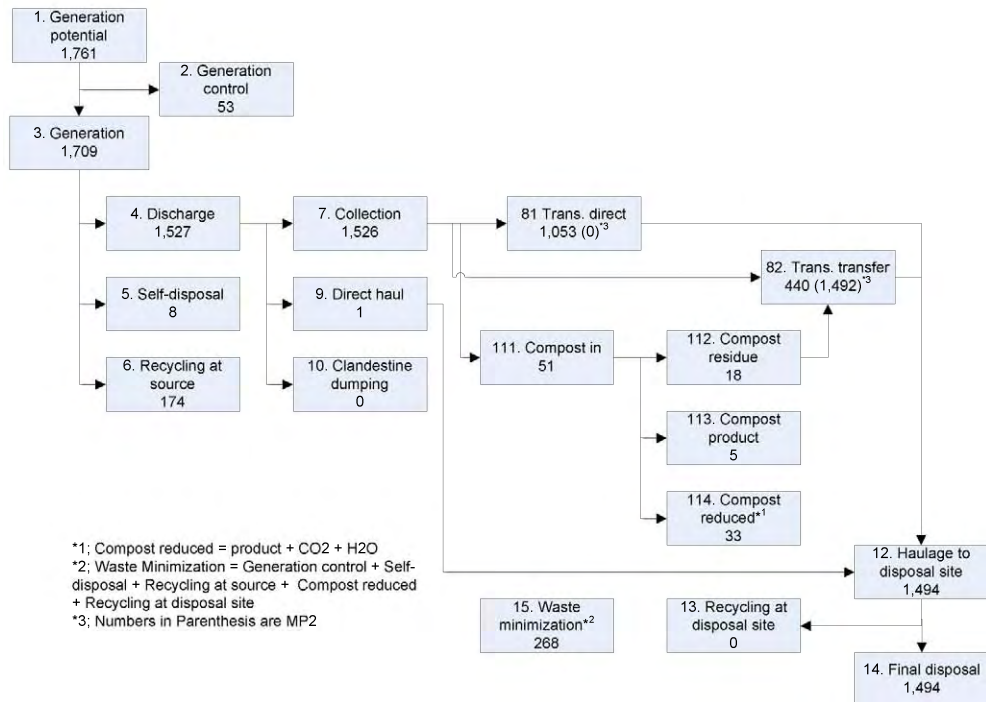 1. Generation
potential
1,761
2. Generation
control
53
3. Generation
1,709
4. Discharge
1,527
7. Collection
1,526
81 Trans. direct
1,053 (0)*3
82. Trans. transfer
440 (1,492)*3
5. Self-disposal
8
9. Direct haul
1
111. Compost in
51
112. Compost
residue
18
6. Recycling at
source
174
10. Clandestine
dumping
0
113. Compost
product
5
114. Compost
reduced*1
33
*1; Compost reduced = product + CO2 + H2O
*2; Waste Minimization = Generation control + Self-
disposal + Recycling at source + Compost reduced
+ Recycling at disposal site
*3; Numbers in Parenthesis are MP2
12. Haulage to
disposal site
1,494
15. Waste
minimization*2
268
13. Recycling at
disposal site
0
14. Final disposal
1,494